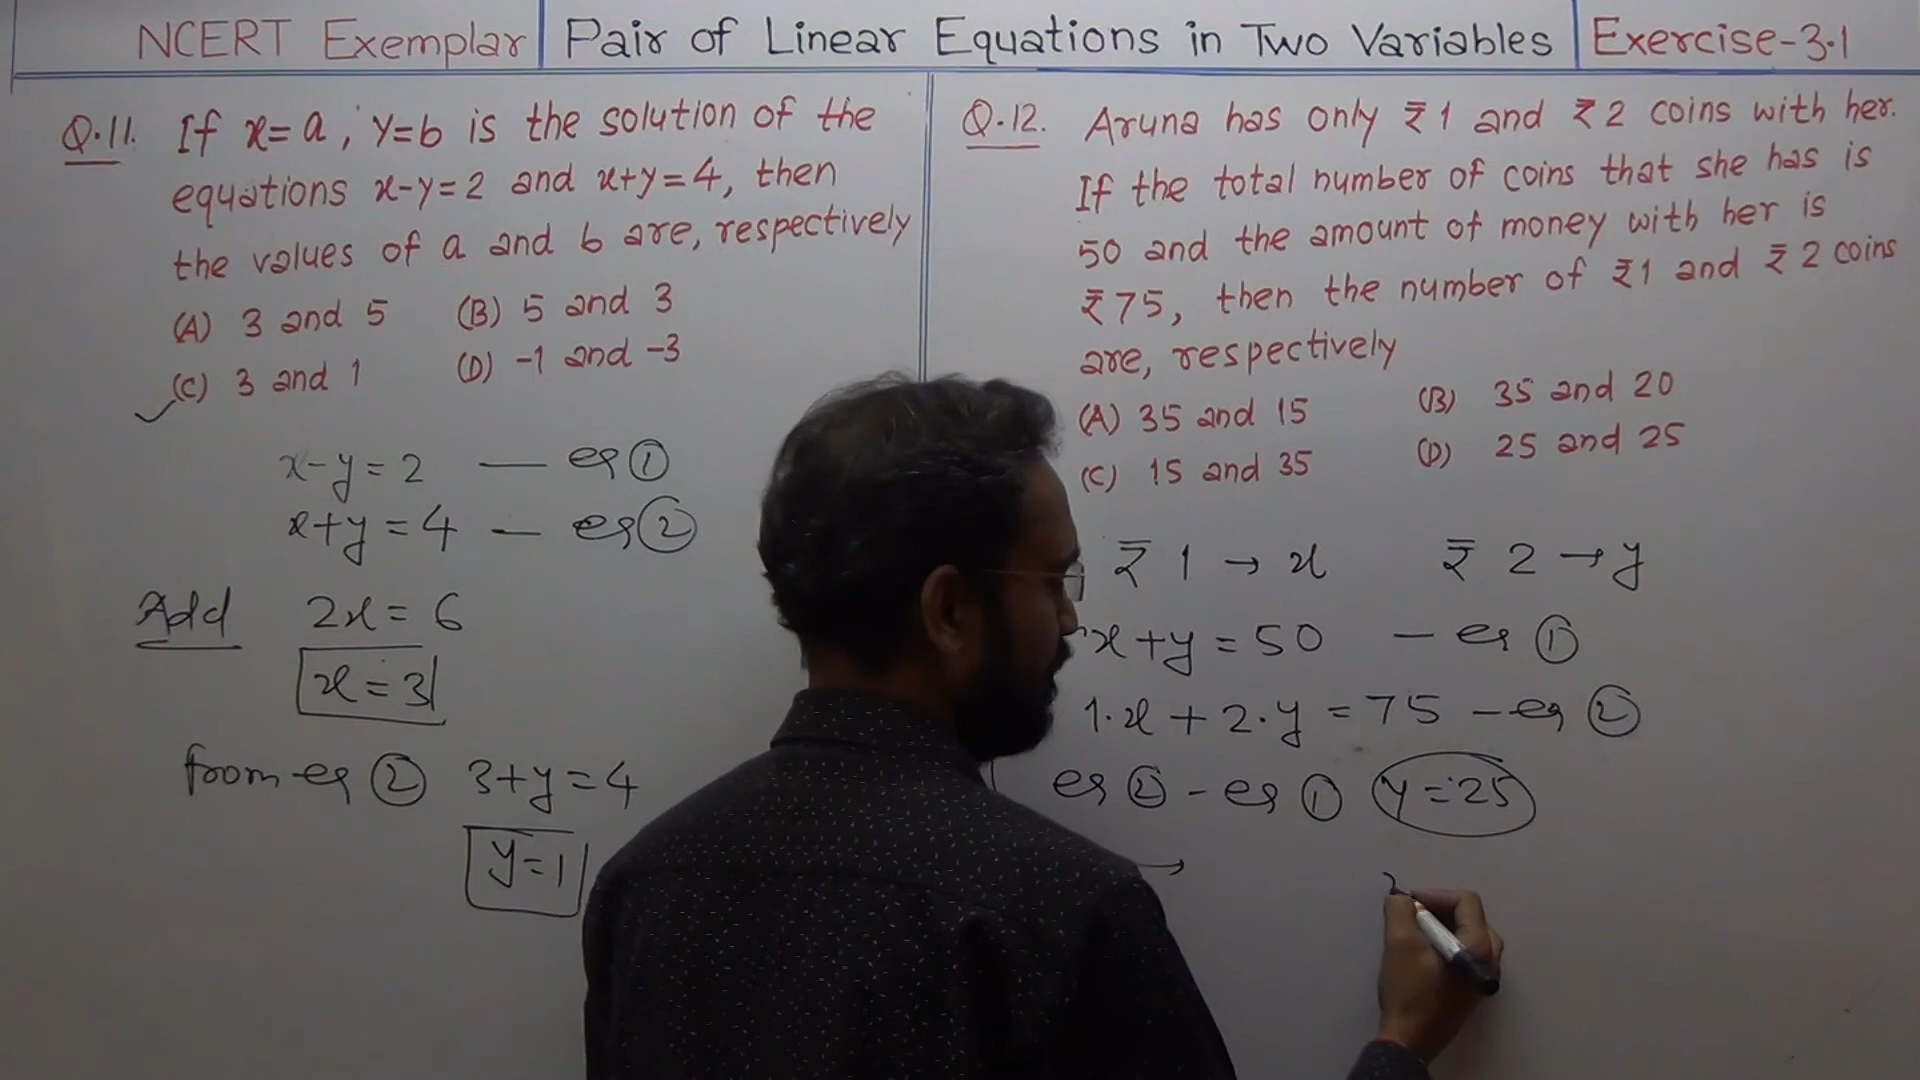 NCERT Exemplar Pair of Linear Equations in Two Variables Exercise-3.1
Q.11. If x=a, y=b is the solution of the
equations x-y=2 and x+y=4, then
the values of a and b are, respectively
(A) 3 and 5 (B) 5 and 3
(C) 3 and 1 (D) -1 and -3
x-y=2 — eq ①
x+y=4 — eq ②
Add 2x=6
x=3
from eq ② 3+y=4
y=1
Q.12. Aruna has only ₹1 and ₹2 coins with her.
If the total number of coins that she has is
50 and the amount of money with her is
₹75, then the number of ₹1 and ₹2 coins
are, respectively
(A) 35 and 15 (B) 35 and 20
(C) 15 and 35 (D) 25 and 25
₹ 1 → x ₹ 2 → y
x+y=50 — eq ①
1.x+2.y=75 — eq ②
eq ② - eq ① y=25
→